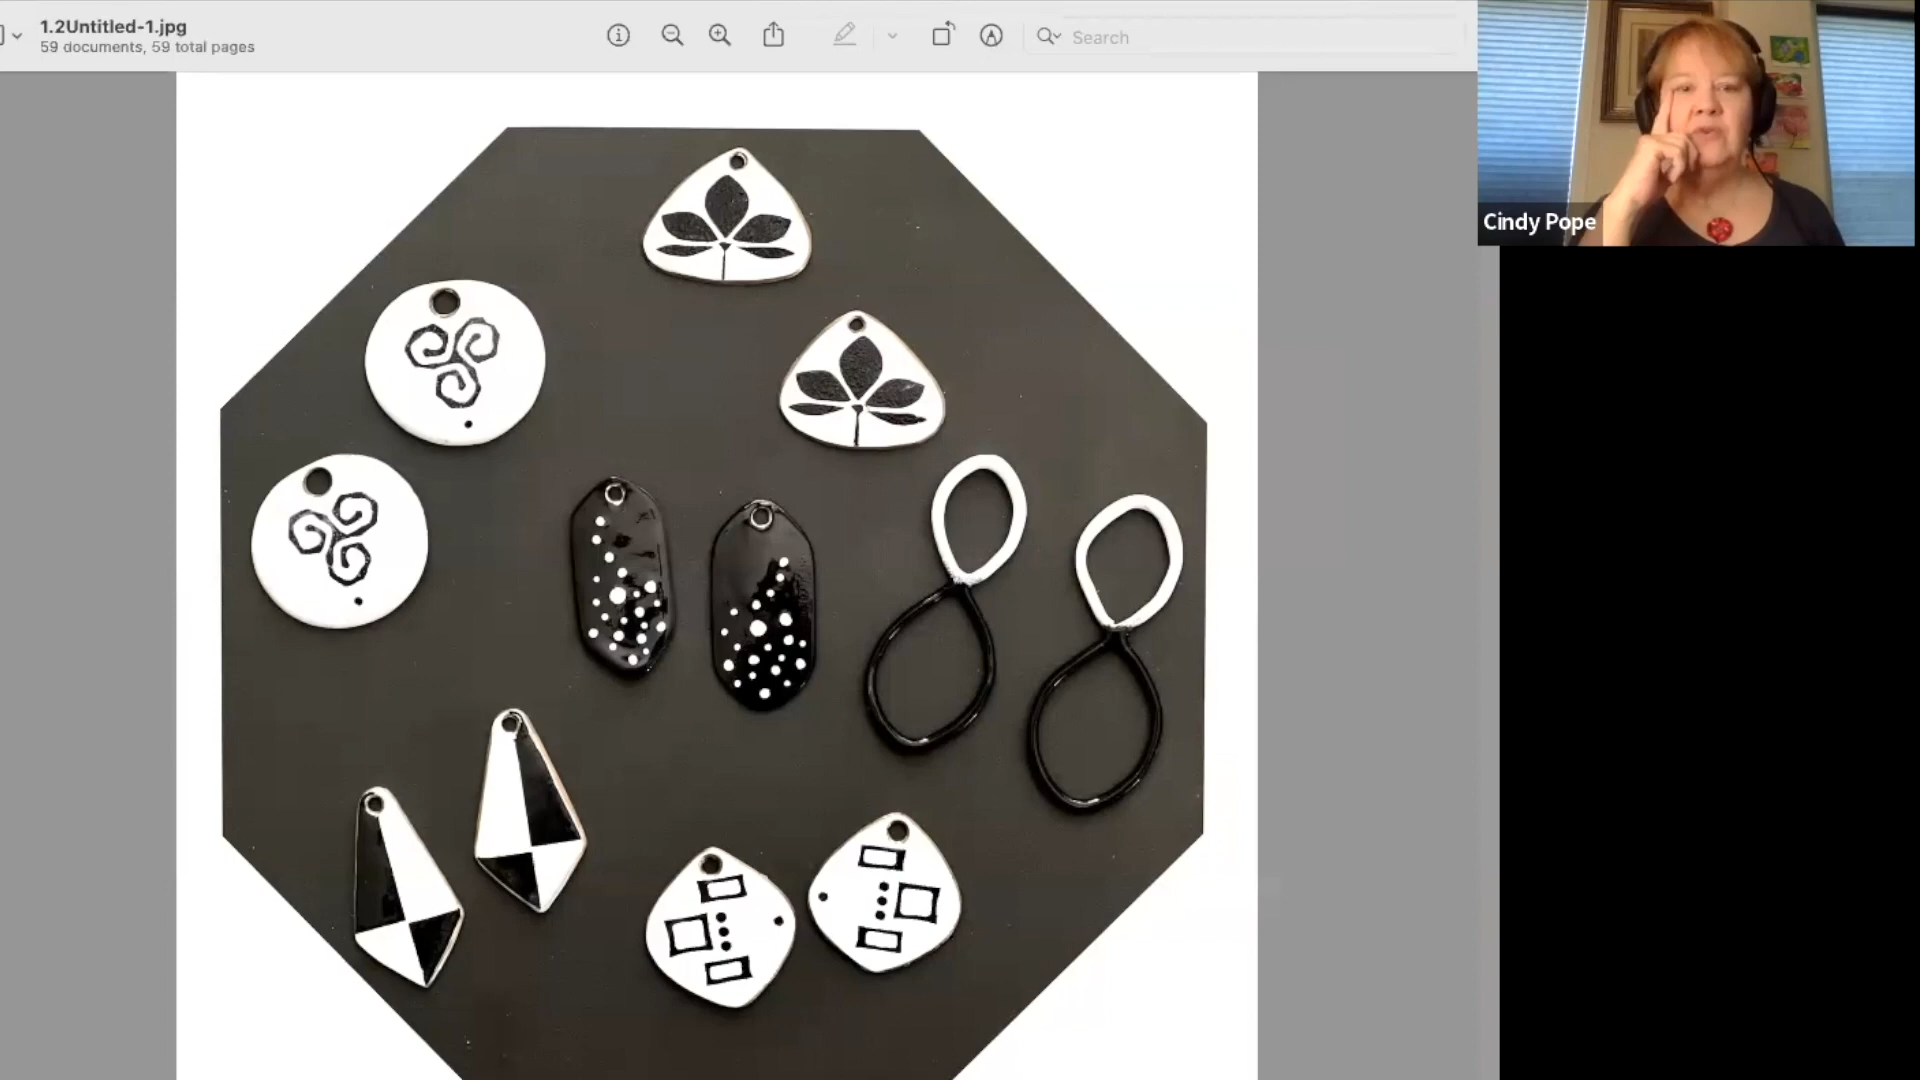 1.2Untitled-1.jpg
59 documents, 59 total pages
Search
Cindy Pope